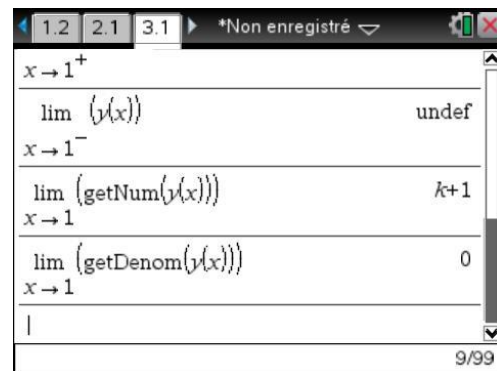 1.2 2.1 3.1 *Non enregistré
x→1⁺
lim (y(x)) undef
x→1⁻
lim (getNum(y(x))) k+1
x→1
lim (getDenom(y(x))) 0
x→1
9/99